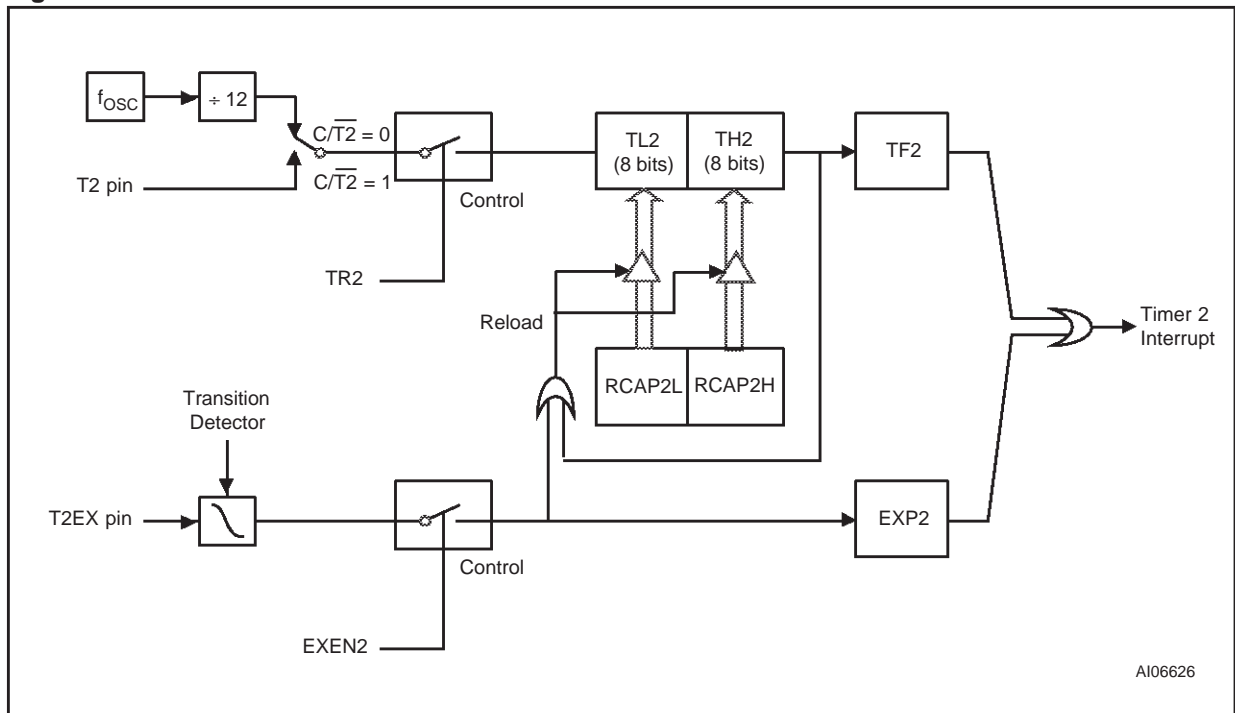 fOSC
÷ 12
C/T2 = 0
C/T2 = 1
T2 pin
Control
TR2
TL2
(8 bits)
TH2
(8 bits)
TF2
Reload
RCAP2L
RCAP2H
Timer 2
Interrupt
Transition
Detector
T2EX pin
Control
EXEN2
EXP2
AI06626